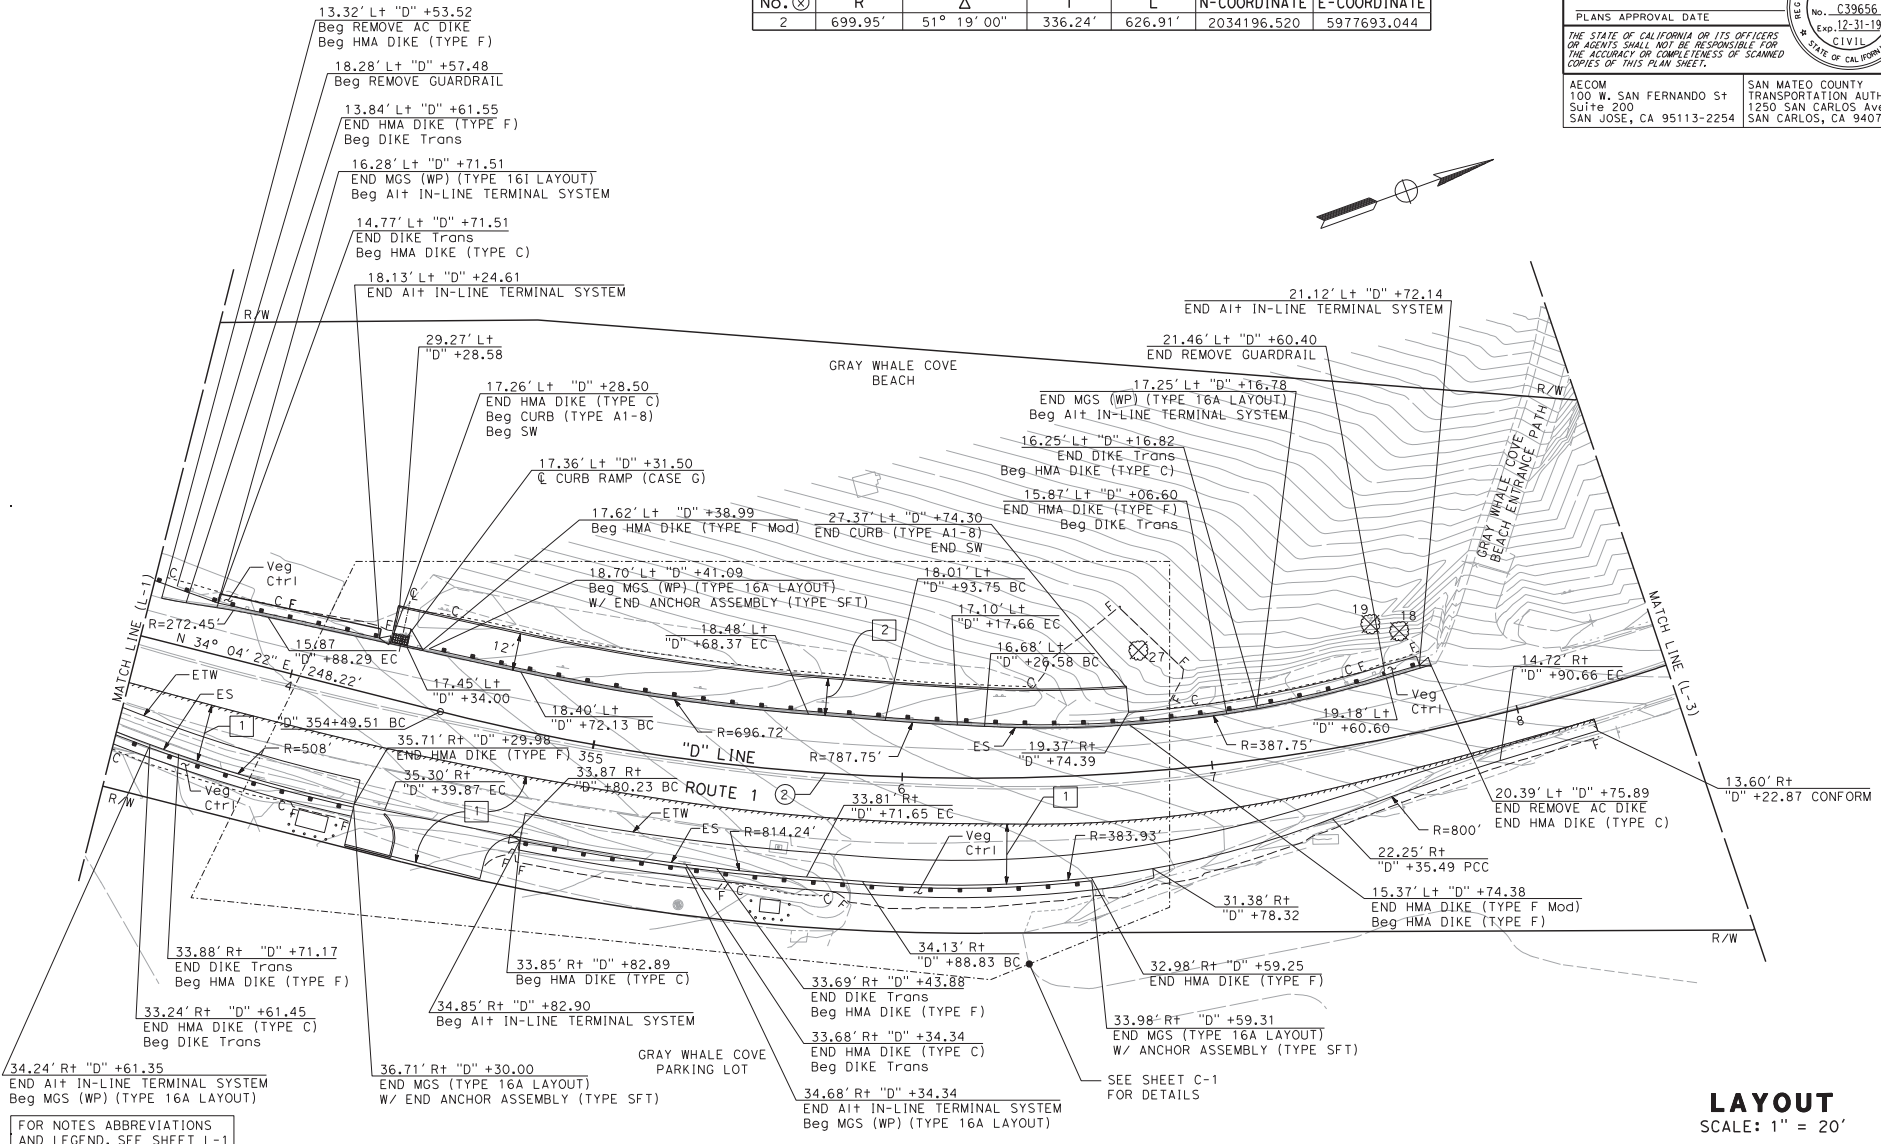 No. Ⓧ R Δ T L N-COORDINATE E-COORDINATE
2 699.95' 51° 19' 00" 336.24' 626.91' 2034196.520 5977693.044
PLANS APPROVAL DATE
THE STATE OF CALIFORNIA OR ITS OFFICERS
OR AGENTS SHALL NOT BE RESPONSIBLE FOR
THE ACCURACY OR COMPLETENESS OF SCANNED
COPIES OF THIS PLAN SHEET.
REG
No. C39656
Exp. 12-31-19
CIVIL
STATE OF CALIFORN
AECOM
100 W. SAN FERNANDO St
Suite 200
SAN JOSE, CA 95113-2254
SAN MATEO COUNTY
TRANSPORTATION AUTH
1250 SAN CARLOS Ave
SAN CARLOS, CA 9407
13.32' Lt "D" +53.52
Beg REMOVE AC DIKE
Beg HMA DIKE (TYPE F)
18.28' Lt "D" +57.48
Beg REMOVE GUARDRAIL
13.84' Lt "D" +61.55
END HMA DIKE (TYPE F)
Beg DIKE Trans
16.28' Lt "D" +71.51
END MGS (WP) (TYPE 16I LAYOUT)
Beg Alt IN-LINE TERMINAL SYSTEM
14.77' Lt "D" +71.51
END DIKE Trans
Beg HMA DIKE (TYPE C)
18.13' Lt "D" +24.61
END Alt IN-LINE TERMINAL SYSTEM
R/W
29.27' Lt
"D" +28.58
17.26' Lt "D" +28.50
END HMA DIKE (TYPE C)
Beg CURB (TYPE A1-8)
Beg SW
17.36' Lt "D" +31.50
℄ CURB RAMP (CASE G)
17.62' Lt "D" +38.99
Beg HMA DIKE (TYPE F Mod)
18.70' Lt "D" +41.09
Beg MGS (WP) (TYPE 16A LAYOUT)
W/ END ANCHOR ASSEMBLY (TYPE SFT)
GRAY WHALE COVE
BEACH
21.12' Lt "D" +72.14
END Alt IN-LINE TERMINAL SYSTEM
21.46' Lt "D" +60.40
END REMOVE GUARDRAIL
17.25' Lt "D" +16.78
END MGS (WP) (TYPE 16A LAYOUT)
Beg Alt IN-LINE TERMINAL SYSTEM
16.25' Lt "D" +16.82
END DIKE Trans
Beg HMA DIKE (TYPE C)
15.87' Lt "D" +06.60
END HMA DIKE (TYPE F)
Beg DIKE Trans
27.37' Lt "D" +74.30
END CURB (TYPE A1-8)
END SW
R/W
GRAY WHALE COVE
BEACH ENTRANCE PATH
18.01' Lt
"D" +93.75 BC
17.10' Lt
"D" +17.66 EC
18.48' Lt
"D" +68.37 EC
16.68' Lt
"D" +26.58 BC
2
19
18
27
MATCH LINE (L-1)
MATCH LINE (L-3)
C
Veg
Ctrl
C F
F
℄
C
12'
R=272.45'
15.87
"D" +88.29 EC
N 34° 04' 22" E 248.22'
4
17.45' Lt
"D" +34.00
18.40' Lt
"D" +72.13 BC
R=696.72'
"D" LINE
R=787.75'
ES
19.37' Rt
"D" +74.39
R=387.75'
C
F
F
C
C F
F
Veg
Ctrl
19.18' Lt
"D" +60.60
14.72' Rt
"D" +90.66 EC
8
7
6
355
ETW
ES
1
"D" 354+49.51 BC
R=508'
35.71' Rt "D" +29.98
END HMA DIKE (TYPE F)
35.30' Rt
"D" +39.87 EC
33.87 Rt
"D" +80.23 BC
ROUTE 1
2
33.81' Rt
"D" +71.65 EC
1
1
ETW
ES
R=814.24'
Veg
Ctrl
R=383.93'
C
R/W
Veg
Ctrl
C
F
F
F
F
C
C F
F
13.60' Rt
"D" +22.87 CONFORM
20.39' Lt "D" +75.89
END REMOVE AC DIKE
END HMA DIKE (TYPE C)
R=800'
22.25' Rt
"D" +35.49 PCC
15.37' Lt "D" +74.38
END HMA DIKE (TYPE F Mod)
Beg HMA DIKE (TYPE F)
31.38' Rt
"D" +78.32
R/W
34.13' Rt
"D" +88.83 BC
32.98' Rt "D" +59.25
END HMA DIKE (TYPE F)
33.88' Rt "D" +71.17
END DIKE Trans
Beg HMA DIKE (TYPE F)
33.85' Rt "D" +82.89
Beg HMA DIKE (TYPE C)
33.69' Rt "D" +43.88
END DIKE Trans
Beg HMA DIKE (TYPE F)
33.24' Rt "D" +61.45
END HMA DIKE (TYPE C)
Beg DIKE Trans
34.85' Rt "D" +82.90
Beg Alt IN-LINE TERMINAL SYSTEM
33.68' Rt "D" +34.34
END HMA DIKE (TYPE C)
Beg DIKE Trans
33.98' Rt "D" +59.31
END MGS (TYPE 16A LAYOUT)
W/ ANCHOR ASSEMBLY (TYPE SFT)
GRAY WHALE COVE
PARKING LOT
34.24' Rt "D" +61.35
END Alt IN-LINE TERMINAL SYSTEM
Beg MGS (WP) (TYPE 16A LAYOUT)
36.71' Rt "D" +30.00
END MGS (TYPE 16A LAYOUT)
W/ END ANCHOR ASSEMBLY (TYPE SFT)
34.68' Rt "D" +34.34
END Alt IN-LINE TERMINAL SYSTEM
Beg MGS (WP) (TYPE 16A LAYOUT)
SEE SHEET C-1
FOR DETAILS
FOR NOTES ABBREVIATIONS
AND LEGEND, SEE SHEET L-1
LAYOUT
SCALE: 1" = 20'